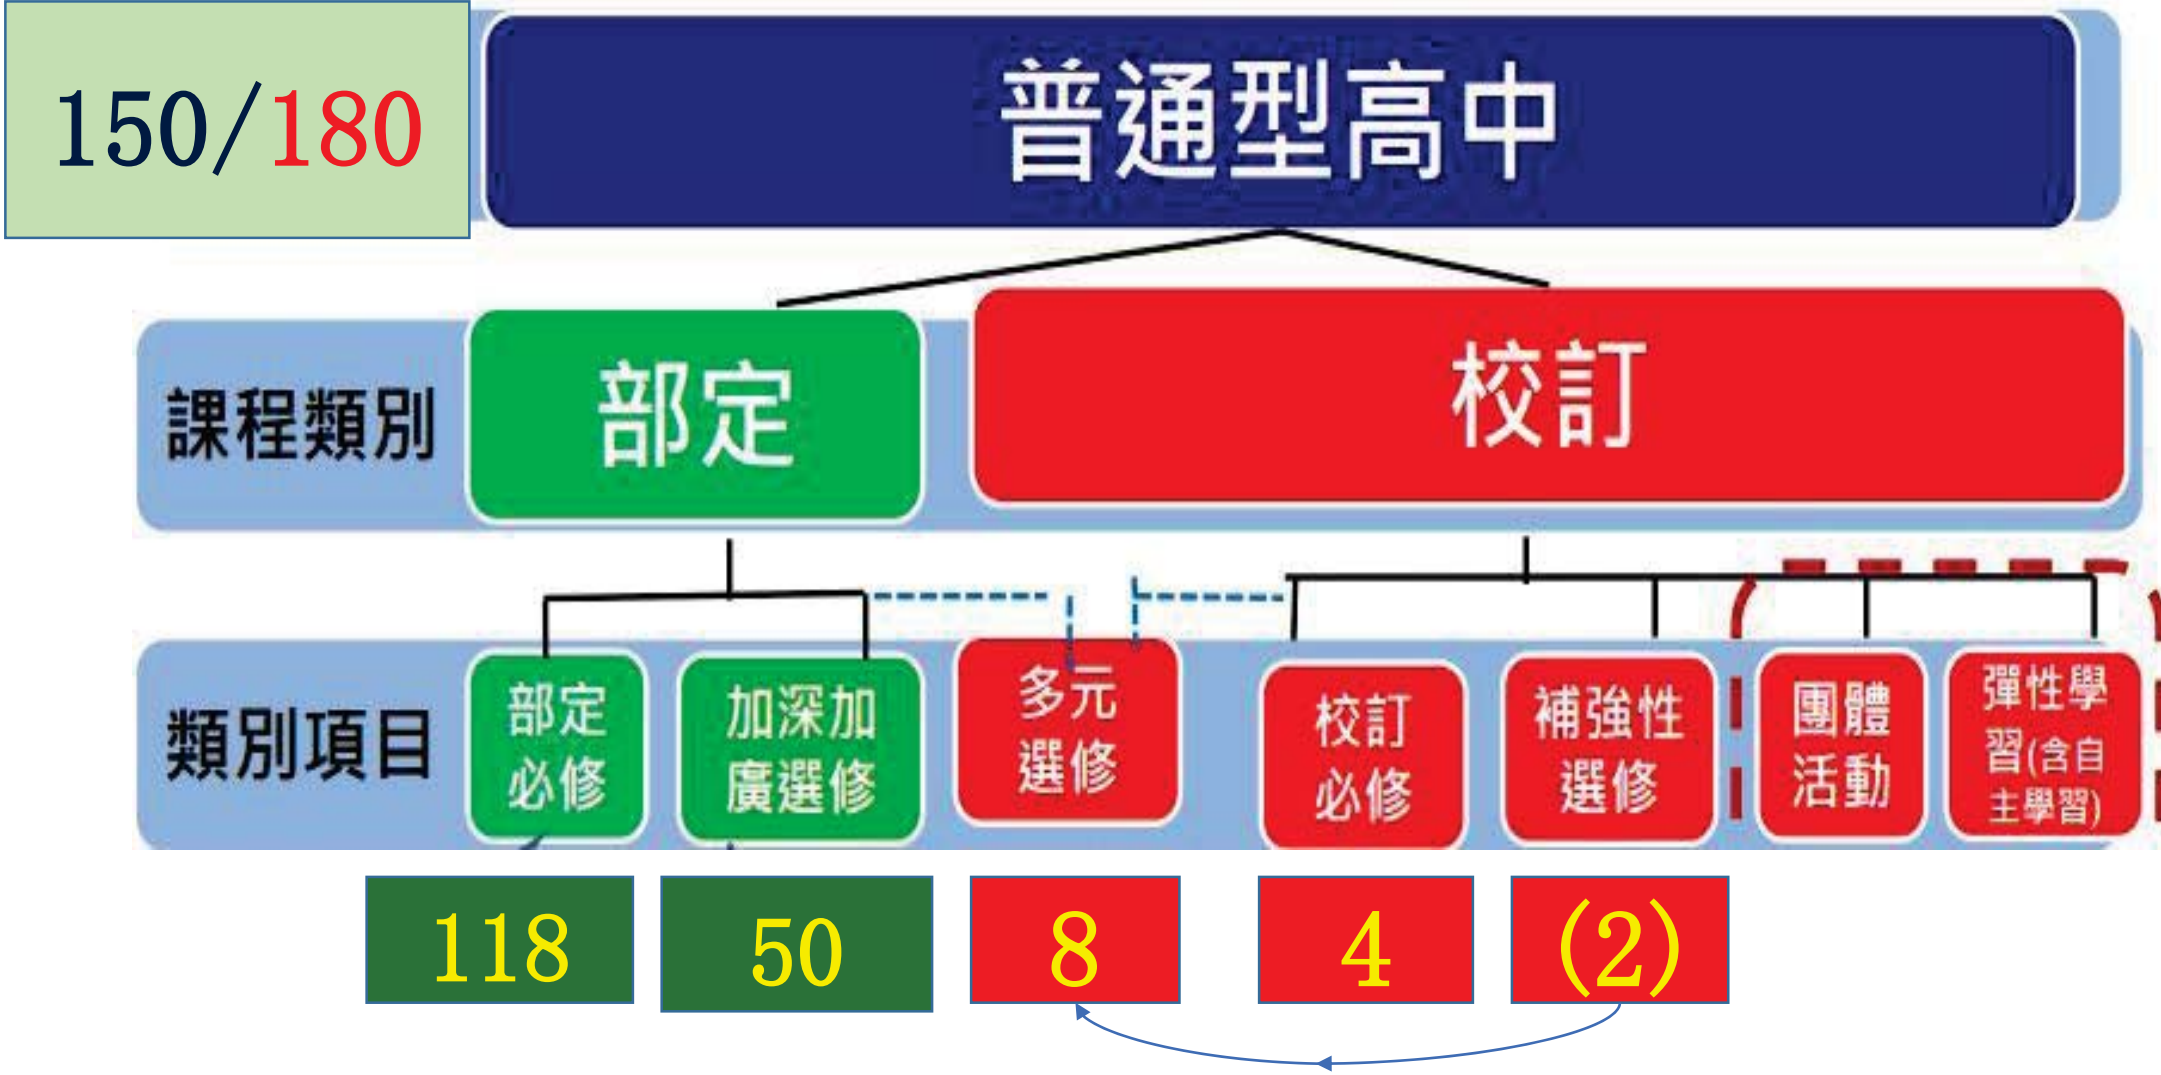 150/180
普通型高中
課程類別
部定
校訂
類別項目
部定
必修
加深加
廣選修
多元
選修
校訂
必修
補強性
選修
團體
活動
彈性學
習(含自
主學習)
118
50
8
4
(2)